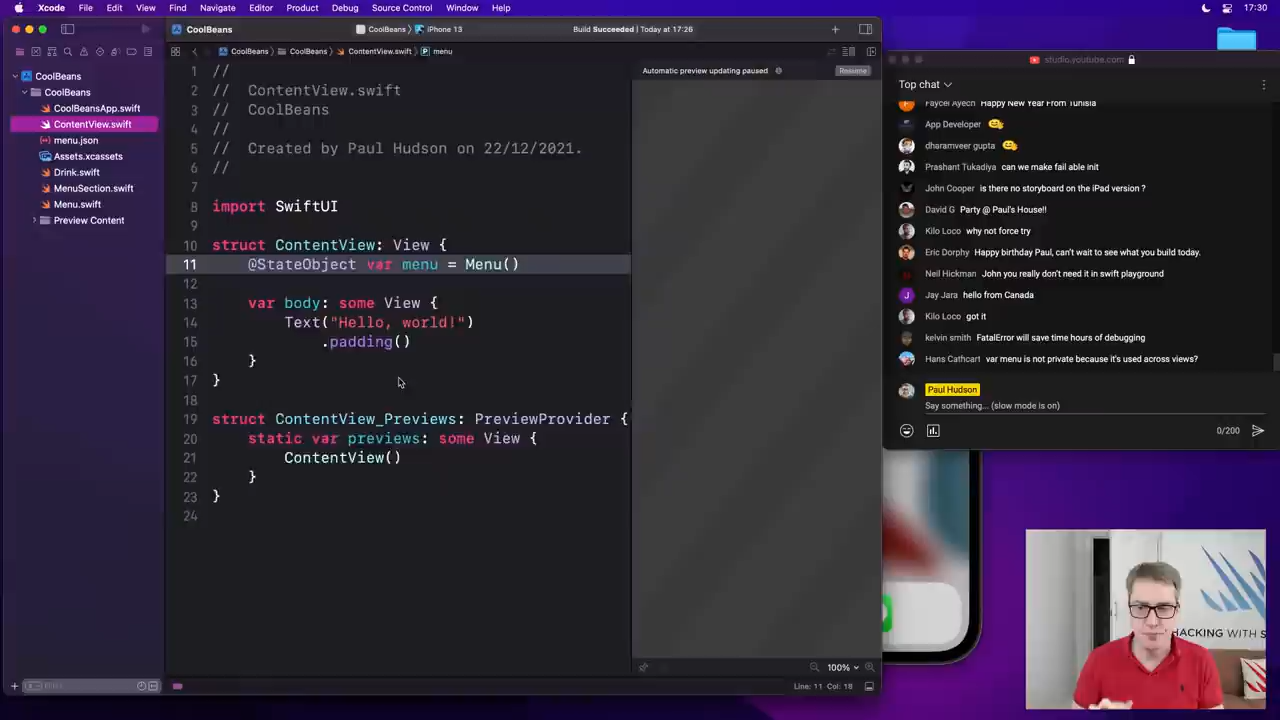 Xcode File Edit View Find Navigate Editor Product Debug Source Control Window Help
17:30
CoolBeans
CoolBeans
iPhone 13
Build Succeeded | Today at 17:26
CoolBeans
CoolBeans
ContentView.swift
menu
CoolBeans
CoolBeans
CoolBeansApp.swift
ContentView.swift
menu.json
Assets.xcassets
Drink.swift
MenuSection.swift
Menu.swift
Preview Content
1 //
2 // ContentView.swift
3 // CoolBeans
4 //
5 // Created by Paul Hudson on 22/12/2021.
6 //
7
8 import SwiftUI
9
10 struct ContentView: View {
11 @StateObject var menu = Menu()
12
13 var body: some View {
14 Text("Hello, world!")
15 .padding()
16 }
17 }
18
19 struct ContentView_Previews: PreviewProvider {
20 static var previews: some View {
21 ContentView()
22 }
23 }
24
Automatic preview updating paused
Resume
100%
Line: 11 Col: 18
studio.youtube.com
Top chat
Faycel Ayech Happy New Year From Tunisia
App Developer
dharamveer gupta
Prashant Tukadiya can we make fail able init
John Cooper is there no storyboard on the iPad version ?
David G Party @ Paul's House!!
Kilo Loco why not force try
Eric Dorphy Happy birthday Paul, can't wait to see what you build today.
Neil Hickman John you really don't need it in swift playground
J
Jay Jara hello from Canada
Kilo Loco got it
kelvin smith FatalError will save time hours of debugging
Hans Cathcart var menu is not private because it's used across views?
Paul Hudson
Say something... (slow mode is on)
0/200
HACKING WITH S